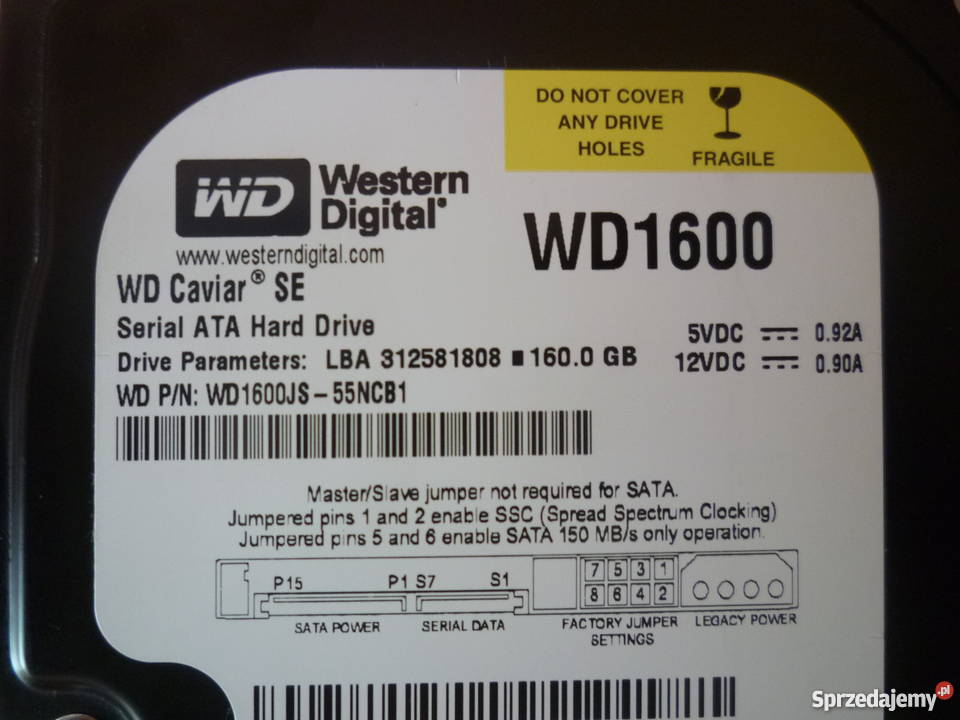 DO NOT COVER
ANY DRIVE
HOLES
FRAGILE
WD
Western
Digital®
www.westerndigital.com
WD1600
WD Caviar® SE
Serial ATA Hard Drive
5VDC 0.92A
Drive Parameters: LBA 312581808 ■ 160.0 GB
12VDC 0.90A
WD P/N: WD1600JS-55NCB1
Master/Slave jumper not required for SATA.
Jumpered pins 1 and 2 enable SSC (Spread Spectrum Clocking)
Jumpered pins 5 and 6 enable SATA 150 MB/s only operation.
P15 P1 S7 S1
7 5 3 1
8 6 4 2
SATA POWER
SERIAL DATA
FACTORY JUMPER
SETTINGS
LEGACY POWER
Sprzedajemy.pl